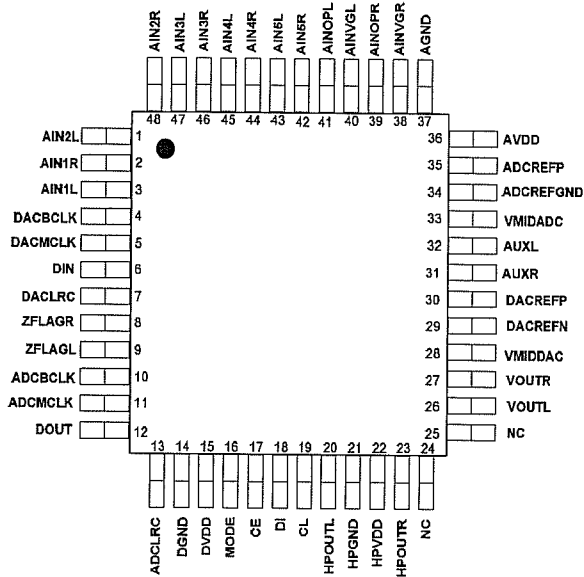 AIN2R AIN3L AIN3R AIN4L AIN4R AIN5L AIN5R AINOPL AINVGL AINOPR AINVGR AGND
48 47 46 45 44 43 42 41 40 39 38 37
AIN2L 1 36 AVDD
AIN1R 2 35 ADCREFP
AIN1L 3 34 ADCREFGND
DACBCLK 4 33 VMIDADC
DACMCLK 5 32 AUXL
DIN 6 31 AUXR
DACLRC 7 30 DACREFP
ZFLAGR 8 29 DACREFN
ZFLAGL 9 28 VMIDDAC
ADCBCLK 10 27 VOUTR
ADCMCLK 11 26 VOUTL
DOUT 12 25 NC
13 14 15 16 17 18 19 20 21 22 23 24
ADCLRC DGND DVDD MODE CE DI CL HPOUTL HPGND HPVDD HPOUTR NC